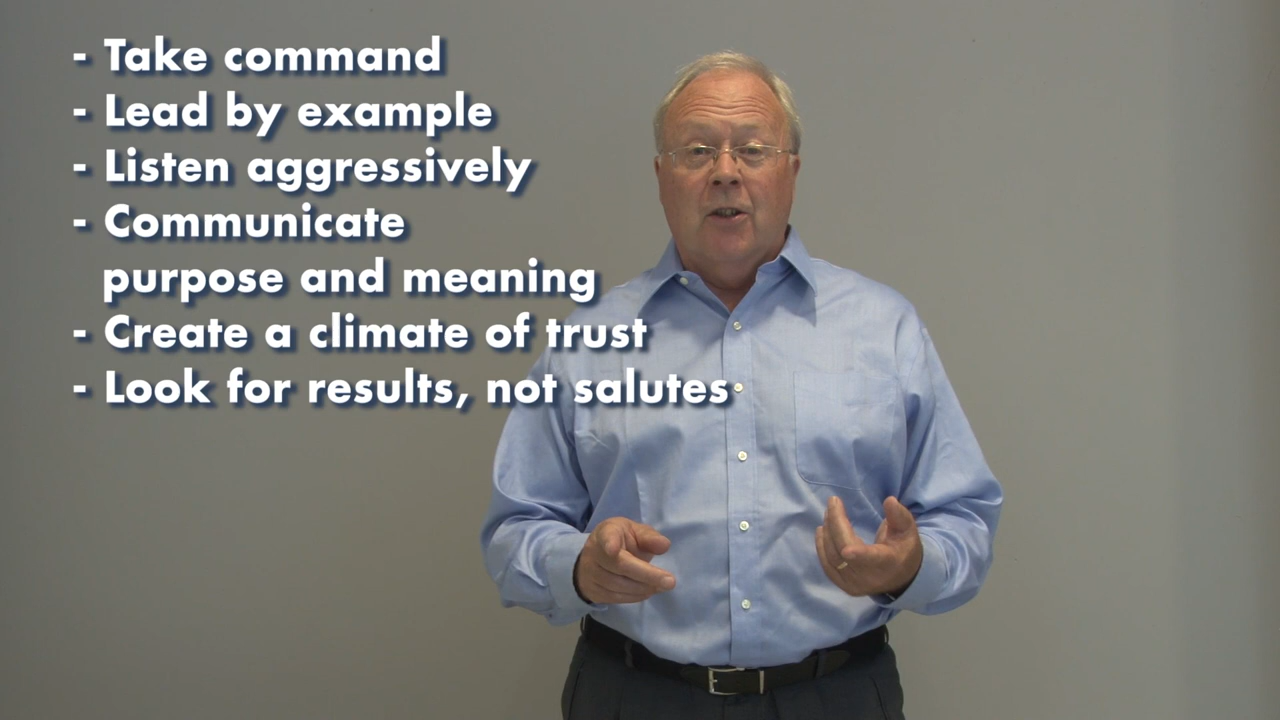 - Take command
- Lead by example
- Listen aggressively
- Communicate
purpose and meaning
- Create a climate of trust
- Look for results, not salutes